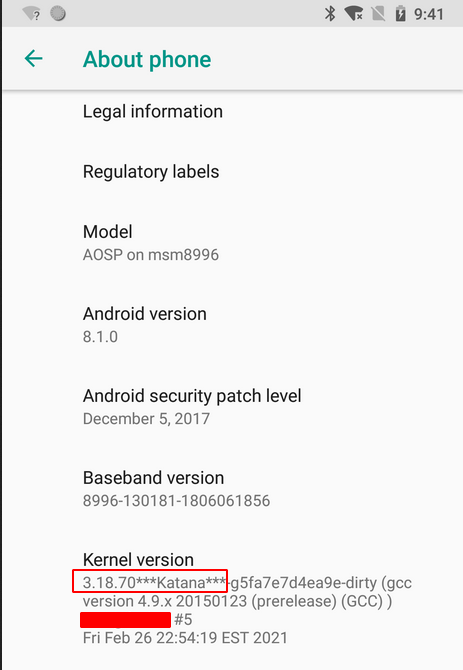 ?
9:41
About phone
Legal information
Regulatory labels
Model
AOSP on msm8996
Android version
8.1.0
Android security patch level
December 5, 2017
Baseband version
8996-130181-1806061856
Kernel version
3.18.70***Katana***-g5fa7e7d4ea9e-dirty (gcc
version 4.9.x 20150123 (prerelease) (GCC) )
#5
Fri Feb 26 22:54:19 EST 2021